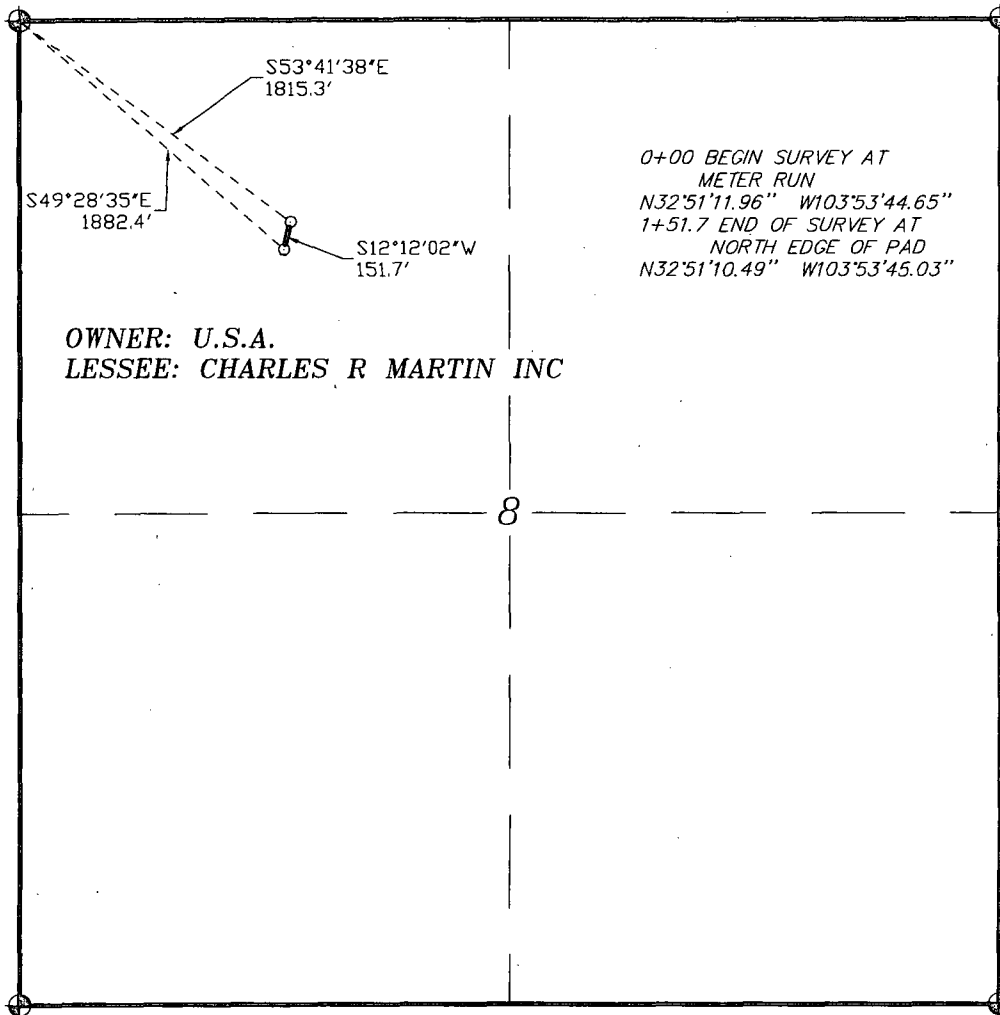 S53°41'38"E
1815.3'
S49°28'35"E
1882.4'
S12°12'02"W
151.7'
0+00 BEGIN SURVEY AT
METER RUN
N32°51'11.96" W103°53'44.65"
1+51.7 END OF SURVEY AT
NORTH EDGE OF PAD
N32°51'10.49" W103°53'45.03"
OWNER: U.S.A.
LESSEE: CHARLES R MARTIN INC
8